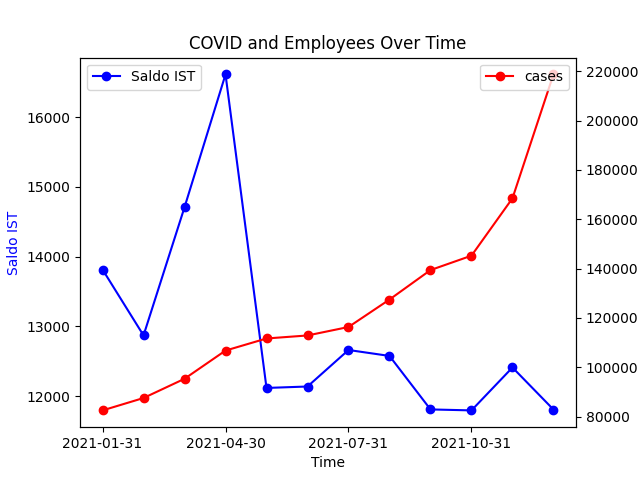 COVID and Employees Over Time
Saldo IST
cases
16000
15000
14000
13000
12000
Saldo IST
220000
200000
180000
160000
140000
120000
100000
80000
2021-01-31 2021-04-30 2021-07-31 2021-10-31
Time